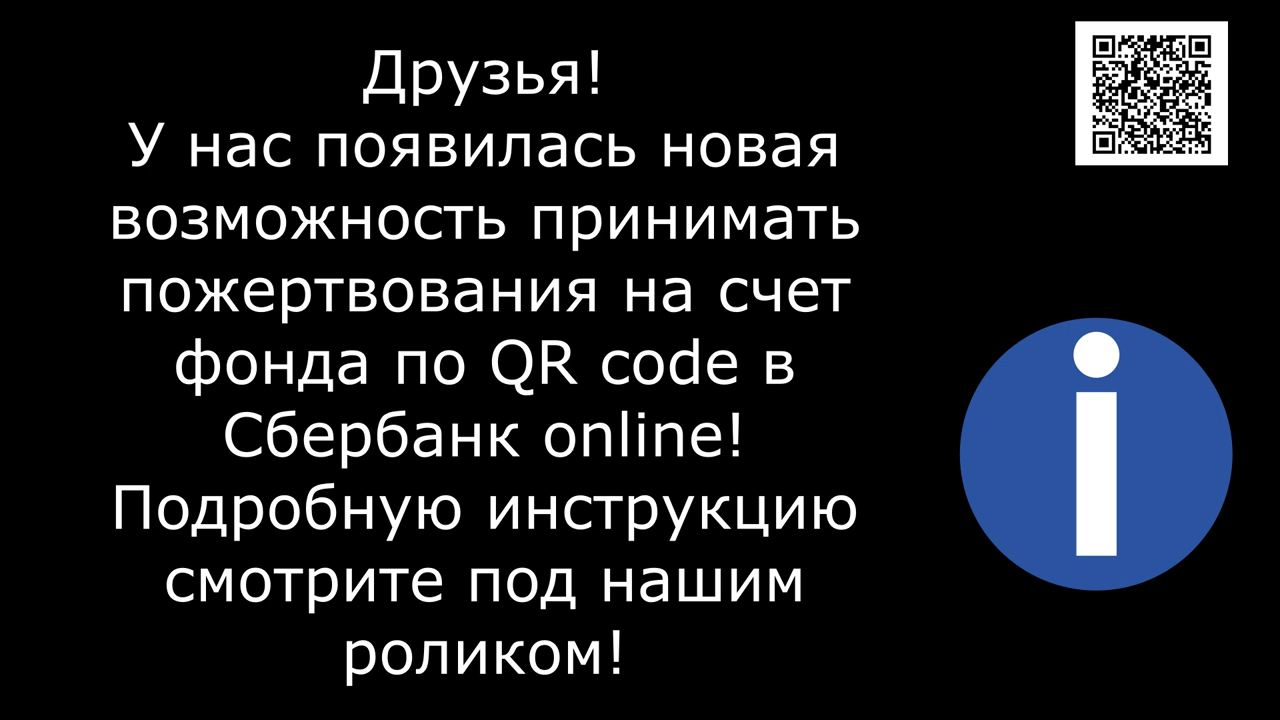 Друзья!
У нас появилась новая
возможность принимать
пожертвования на счет
фонда по QR code в
Сбербанк online!
Подробную инструкцию
смотрите под нашим
роликом!